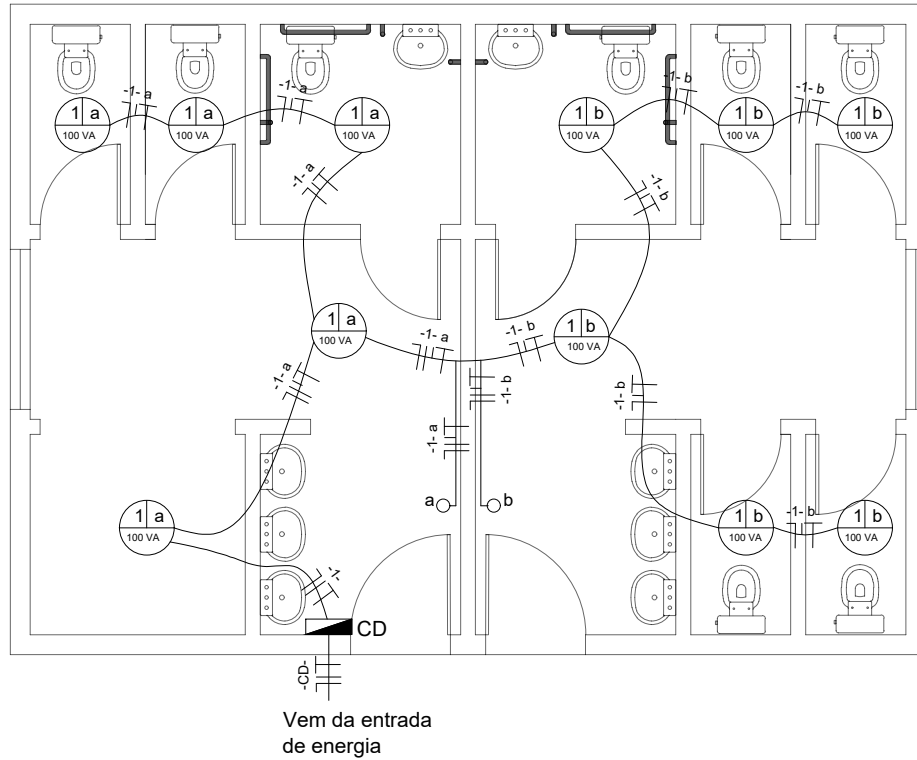 -1- a
-1- a
-1- b
-1- b
1 a
100 VA
1 a
100 VA
1 a
100 VA
1 b
100 VA
1 b
100 VA
1 b
100 VA
-1- a
-1- b
1 a
100 VA
-1- a
-1- b
1 b
100 VA
-1- a
-1- b
-1- b
-1- a
a
b
1 a
100 VA
1 b
100 VA
-1- b
1 b
100 VA
-1-
CD
-CD-
Vem da entrada
de energia